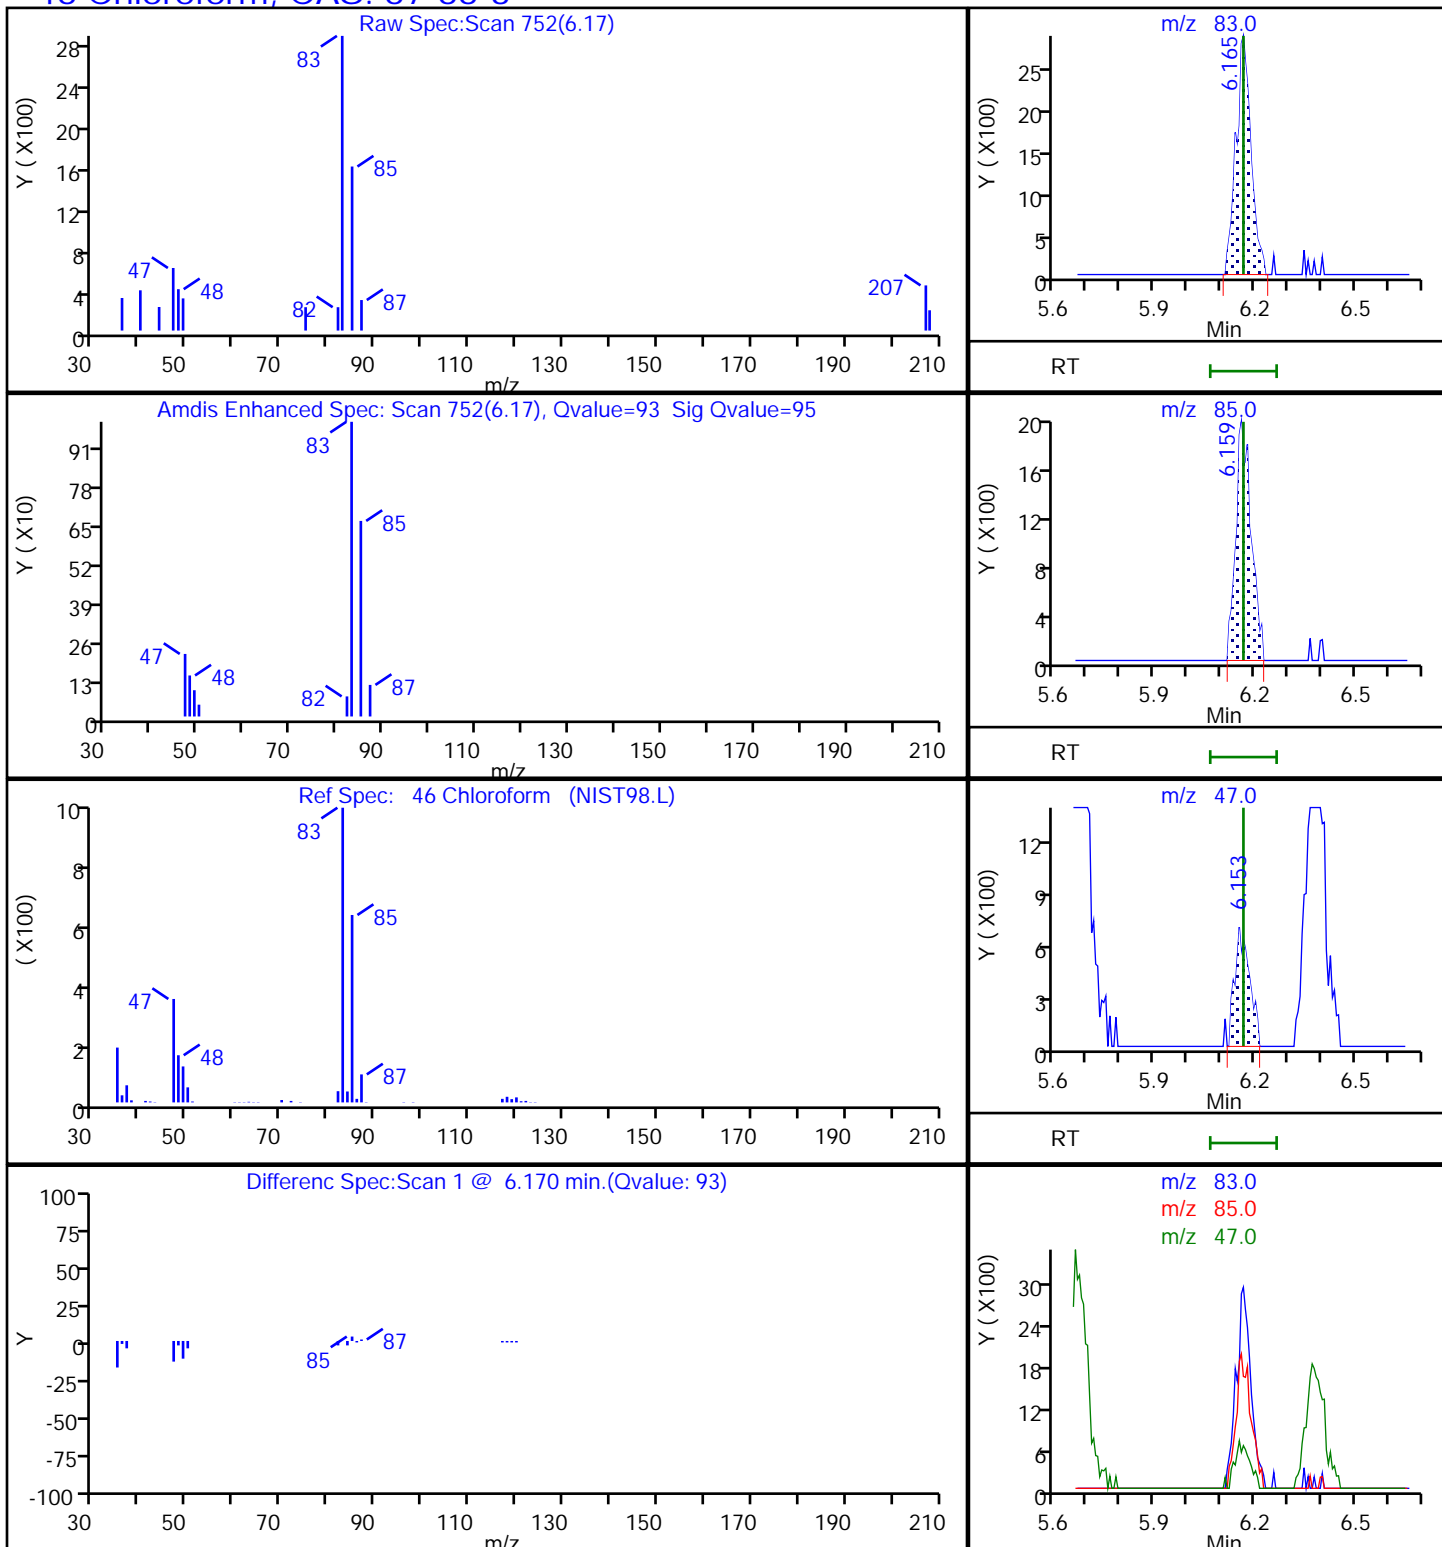 Raw Spec:Scan 752(6.17)
Y ( X100)
28
24
20
16
12
8
4
0
83
85
47
48
82
87
207
30 50 70 90 110 130 150 170 190 210
m/z
m/z 83.0
Y ( X100)
25
20
15
10
5
0
6.165
5.6 5.9 6.2 6.5
Min
RT
Amdis Enhanced Spec: Scan 752(6.17), Qvalue=93 Sig Qvalue=95
Y ( X10)
91
78
65
52
39
26
13
0
83
85
47
48
82
87
30 50 70 90 110 130 150 170 190 210
m/z
m/z 85.0
Y ( X100)
20
16
12
8
4
0
6.159
5.6 5.9 6.2 6.5
Min
RT
Ref Spec: 46 Chloroform (NIST98.L)
( X100)
10
8
6
4
2
0
83
85
47
48
87
30 50 70 90 110 130 150 170 190 210
m/z 47.0
Y ( X100)
12
9
6
3
0
6.153
5.6 5.9 6.2 6.5
Min
RT
Differenc Spec:Scan 1 @ 6.170 min.(Qvalue: 93)
Y
100
75
50
25
0
-25
-50
-75
-100
85
87
30 50 70 90 110 130 150 170 190 210
m/z
m/z 83.0
m/z 85.0
m/z 47.0
Y ( X100)
30
24
18
12
6
0
5.6 5.9 6.2 6.5
Min